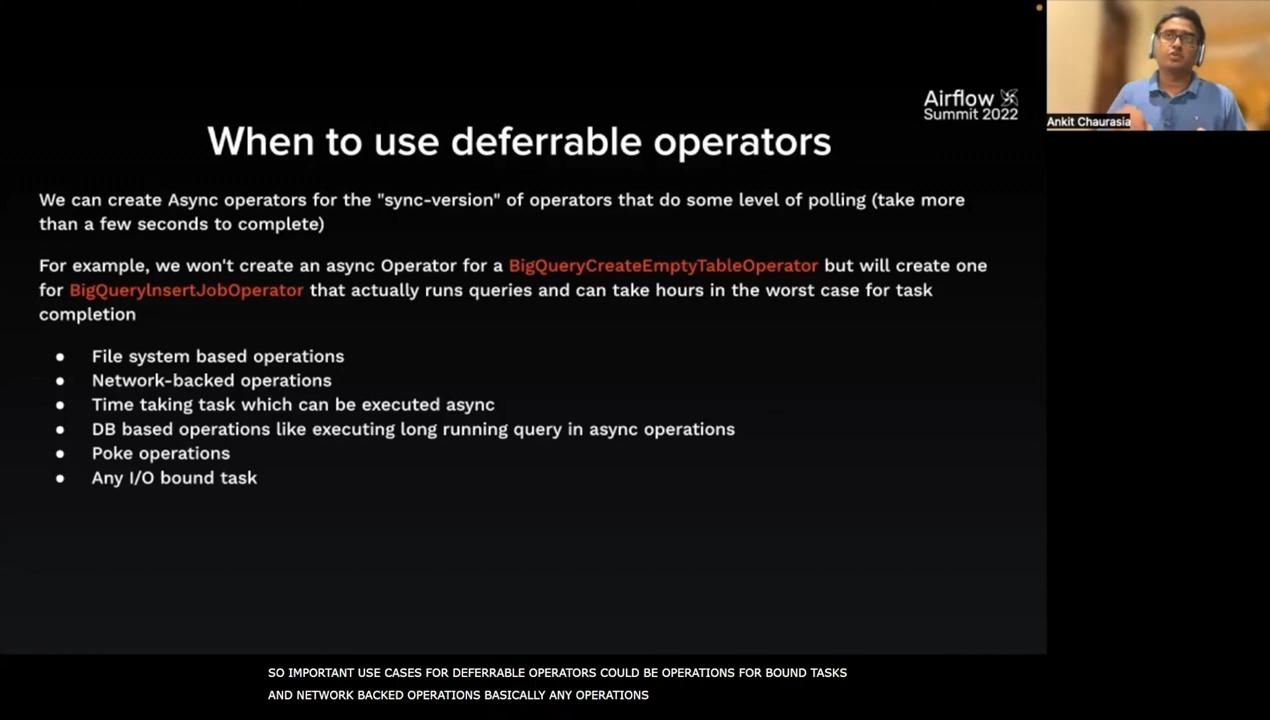 Airflow
Summit 2022
Ankit Chaurasia
When to use deferrable operators
We can create Async operators for the "sync-version" of operators that do some level of polling (take more
than a few seconds to complete)
For example, we won't create an async Operator for a BigQueryCreateEmptyTableOperator but will create one
for BigQueryInsertJobOperator that actually runs queries and can take hours in the worst case for task
completion
● File system based operations
● Network-backed operations
● Time taking task which can be executed async
● DB based operations like executing long running query in async operations
● Poke operations
● Any I/O bound task
SO IMPORTANT USE CASES FOR DEFERRABLE OPERATORS COULD BE OPERATIONS FOR BOUND TASKS
AND NETWORK BACKED OPERATIONS BASICALLY ANY OPERATIONS